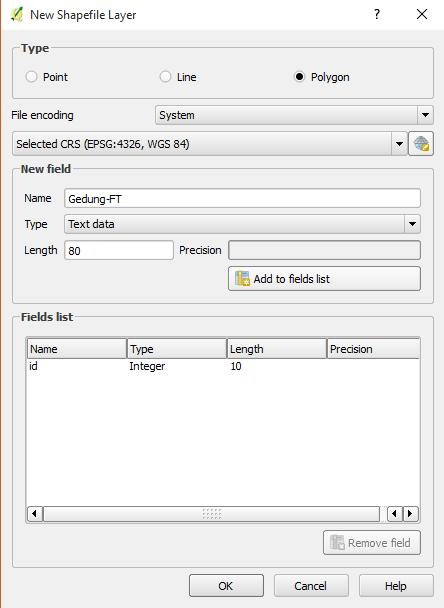 New Shapefile Layer
Type
Point Line Polygon
File encoding System
Selected CRS (EPSG:4326, WGS 84)
New field
Name Gedung-FT
Type Text data
Length 80 Precision
Add to fields list
Fields list
Name Type Length Precision
id Integer 10
Remove field
OK Cancel Help